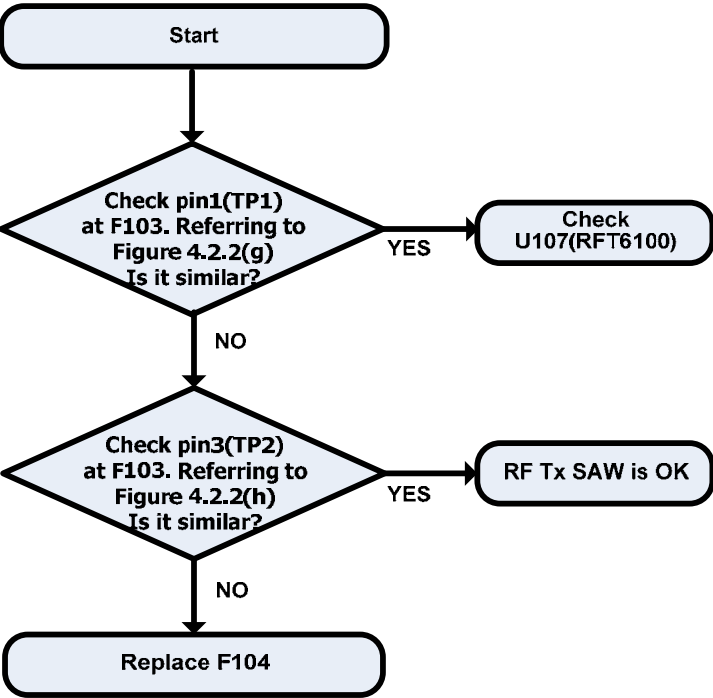 Start
Check pin1(TP1)
at F103. Referring to
Figure 4.2.2(g)
Is it similar?
YES
Check
U107(RFT6100)
NO
Check pin3(TP2)
at F103. Referring to
Figure 4.2.2(h)
Is it similar?
YES
RF Tx SAW is OK
NO
Replace F104